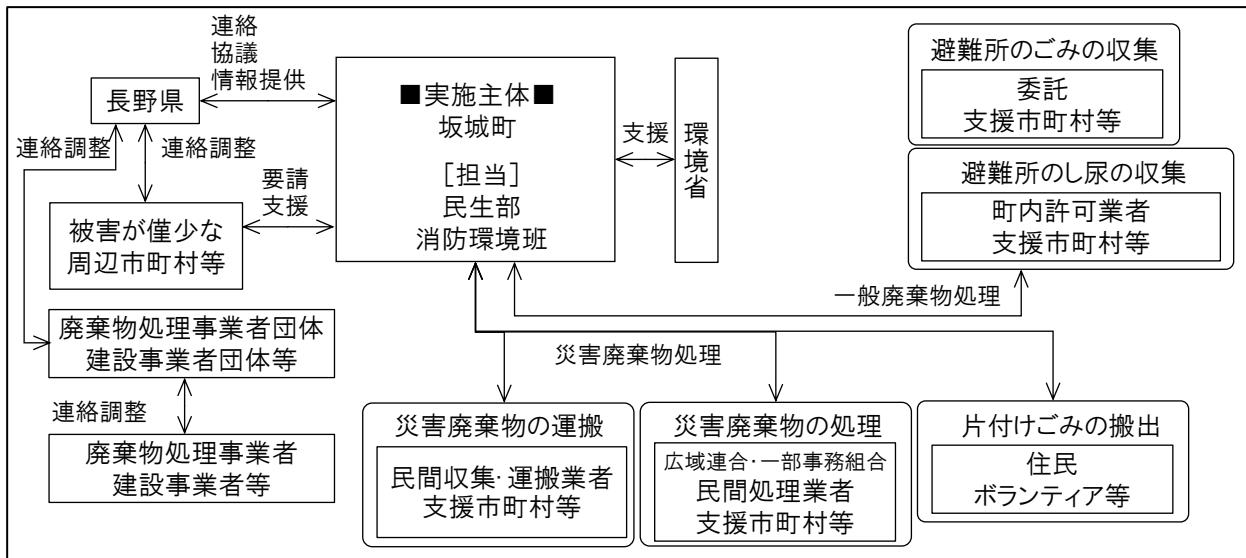 連絡
協議
情報提供
長野県
連絡調整
連絡調整
要請
支援
被害が僅少な
周辺市町村等
廃棄物処理事業者団体
建設事業者団体等
連絡調整
廃棄物処理事業者
建設事業者等
■実施主体■
坂城町
[担当]
民生部
消防環境班
支援
環境省
避難所のごみの収集
委託
支援市町村等
避難所のし尿の収集
町内許可業者
支援市町村等
一般廃棄物処理
災害廃棄物処理
災害廃棄物の運搬
民間収集・運搬業者
支援市町村等
災害廃棄物の処理
広域連合・一部事務組合
民間処理業者
支援市町村等
片付けごみの搬出
住民
ボランティア等